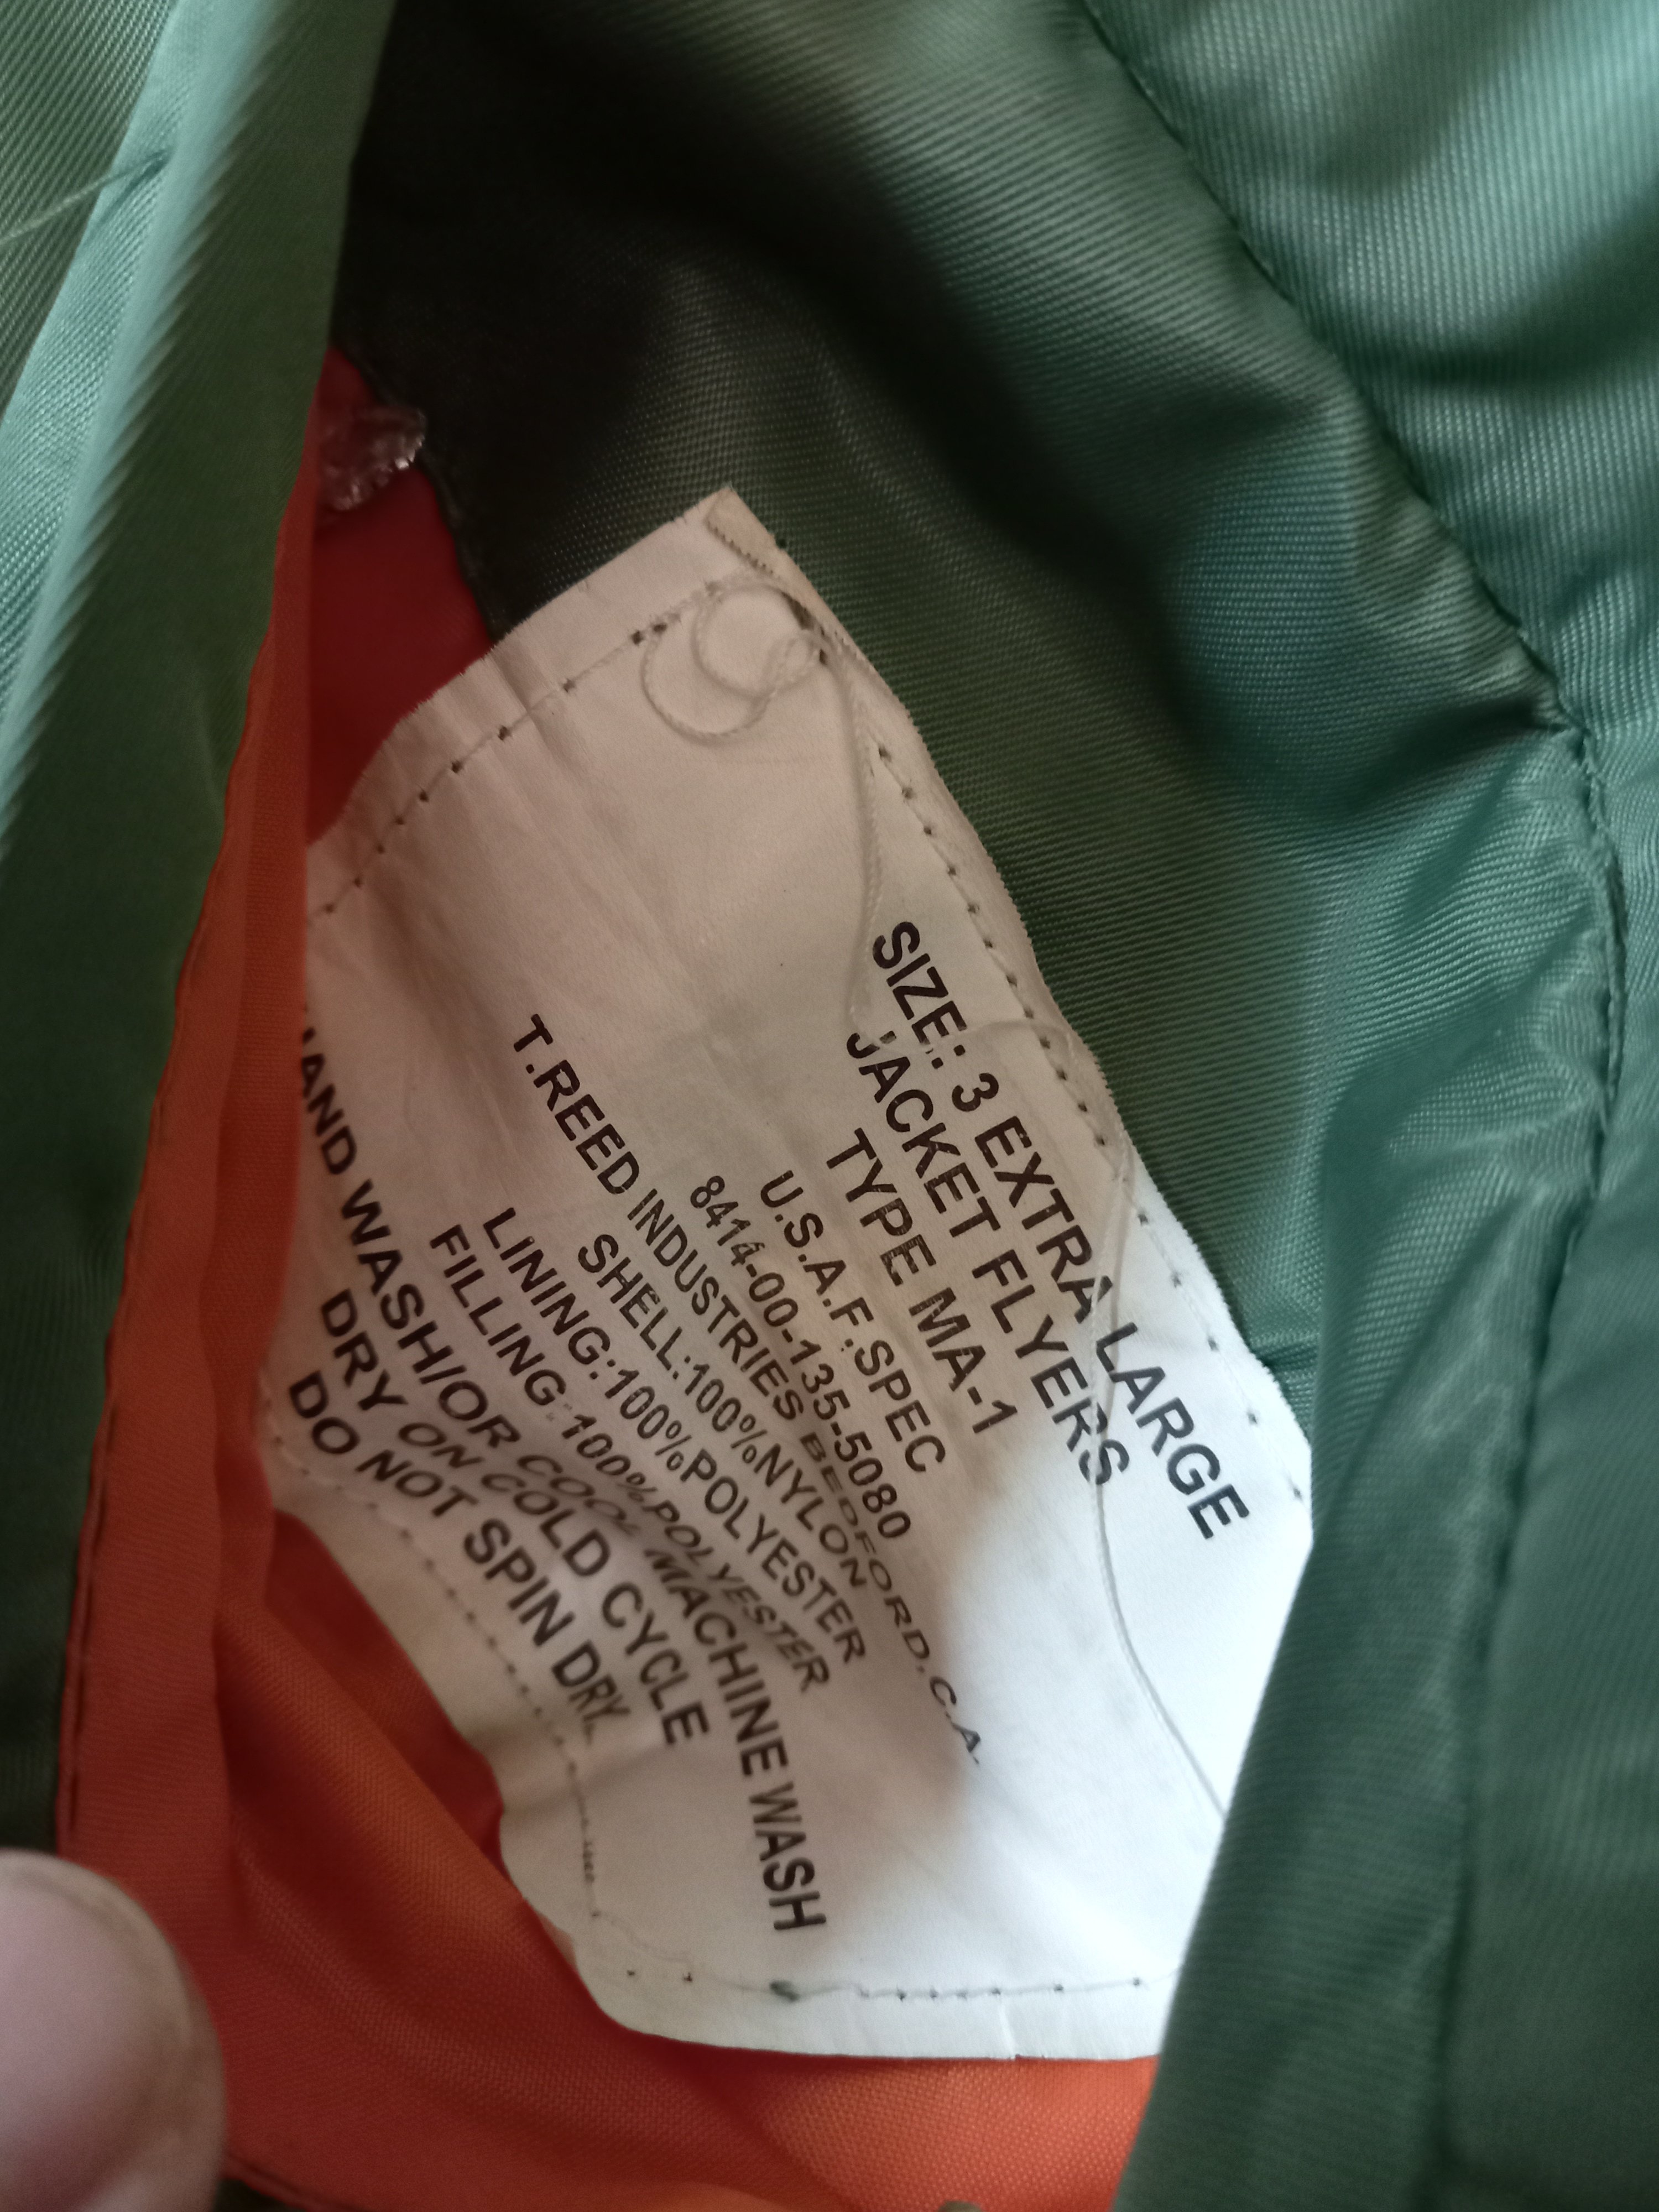 SIZE: 3 EXTRA LARGE
JACKET FLYERS
TYPE MA-1
U.S.A.F.SPEC
8414-00-135-5080
T.REED INDUSTRIES BEDFORD.C.A.
SHELL:100%NYLON
LINING:100%POLYESTER
FILLING:100%POLYESTER
HAND WASH/OR COOL MACHINE WASH
DRY ON COLD CYCLE
DO NOT SPIN DRY.